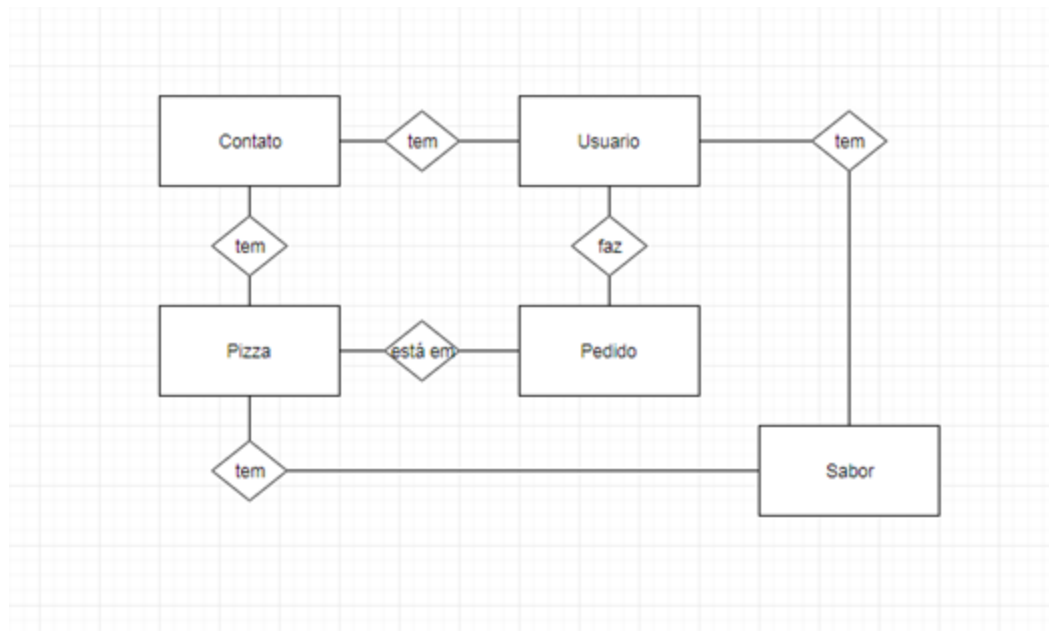 Contato
tem
Usuario
tem
tem
faz
Pizza
está em
Pedido
tem
Sabor